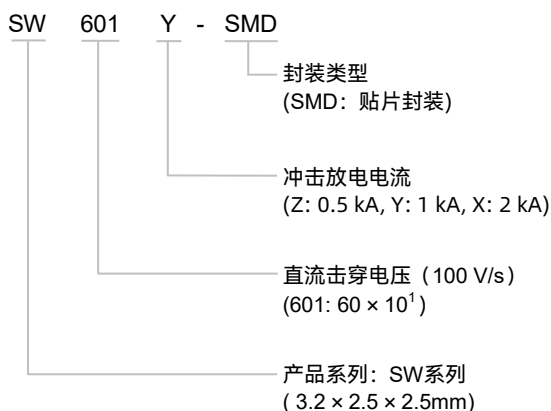 SW 601 Y - SMD
封装类型
(SMD：贴片封装)
冲击放电电流
(Z: 0.5 kA, Y: 1 kA, X: 2 kA)
直流击穿电压（100 V/s）
(601: 60 × 10¹)
产品系列：SW系列
( 3.2 × 2.5 × 2.5mm)